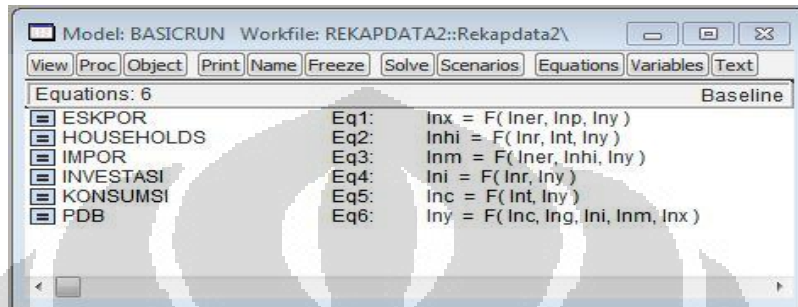 Model: BASICRUN Workfile: REKAPDATA2::Rekapdata2\
View Proc Object Print Name Freeze Solve Scenarios Equations Variables Text
Equations: 6 Baseline
ESKPOR Eq1: lnx = F( lner, lnp, lny )
HOUSEHOLDS Eq2: lnhi = F( lnr, lnt, lny )
IMPOR Eq3: lnm = F( lner, lnhi, lny )
INVESTASI Eq4: lni = F( lnr, lny )
KONSUMSI Eq5: lnc = F( lnt, lny )
PDB Eq6: lny = F( lnc, lng, lni, lnm, lnx )